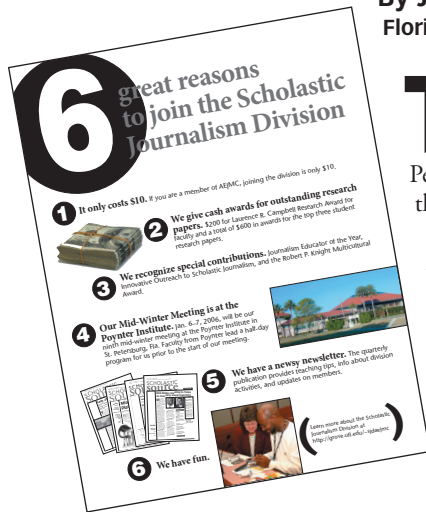 By J
Flori
T
Pe
th
6
great reasons
to join the Scholastic
Journalism Division
1 It only costs $10. If you are a member of AEJMC, joining the division is only $10.
2 We give cash awards for outstanding research
papers. $200 for Laurence R. Campbell Research Award for
faculty and a total of $600 in awards for the top three student
research papers.
3 We recognize special contributions. Journalism Educator of the Year,
Innovative Outreach to Scholastic Journalism, and the Robert P. Knight Multicultural
Award.
4 Our Mid-Winter Meeting is at the
Poynter Institute. Jan. 6-7, 2006, will be our
ninth mid-winter meeting at the Poynter Institute in
St. Petersburg, Fla. Faculty from Poynter lead a half-day
program for us prior to the start of our meeting.
5 We have a newsy newsletter. The quarterly
publication provides teaching tips, info about division
activities, and updates on members.
SCHOLASTIC
source
6 We have fun.
(Learn more about the Scholastic
Journalism Division at
http://grove.ufl.edu/~sjdaejmc)